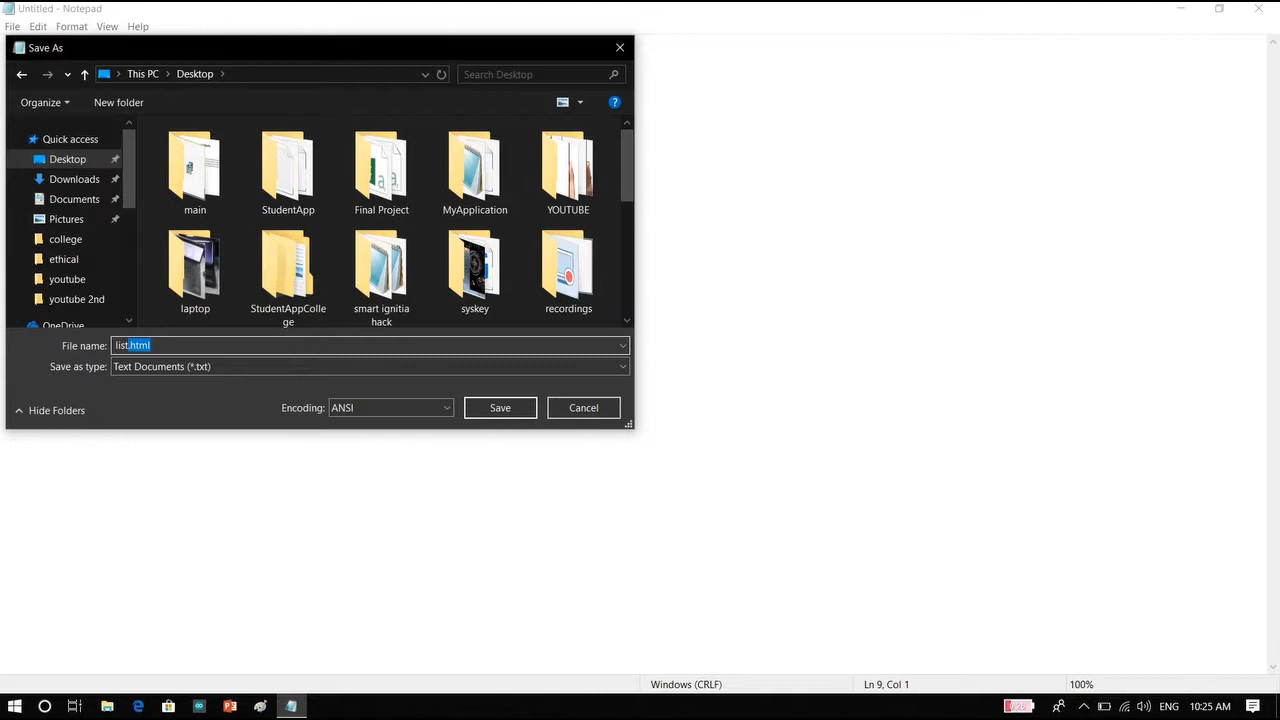 Untitled - Notepad
File Edit Format View Help
Save As
This PC Desktop
Search Desktop
Organize New folder
Quick access
Desktop
Downloads
Documents
Pictures
college
ethical
youtube
youtube 2nd
OneDrive
main StudentApp Final Project MyApplication YOUTUBE
laptop StudentAppColle
ge smart ignitia
hack syskey recordings
File name: list.html
Save as type: Text Documents (*.txt)
Hide Folders
Encoding: ANSI Save Cancel
Windows (CRLF) Ln 9, Col 1 100%
ENG 10:25 AM